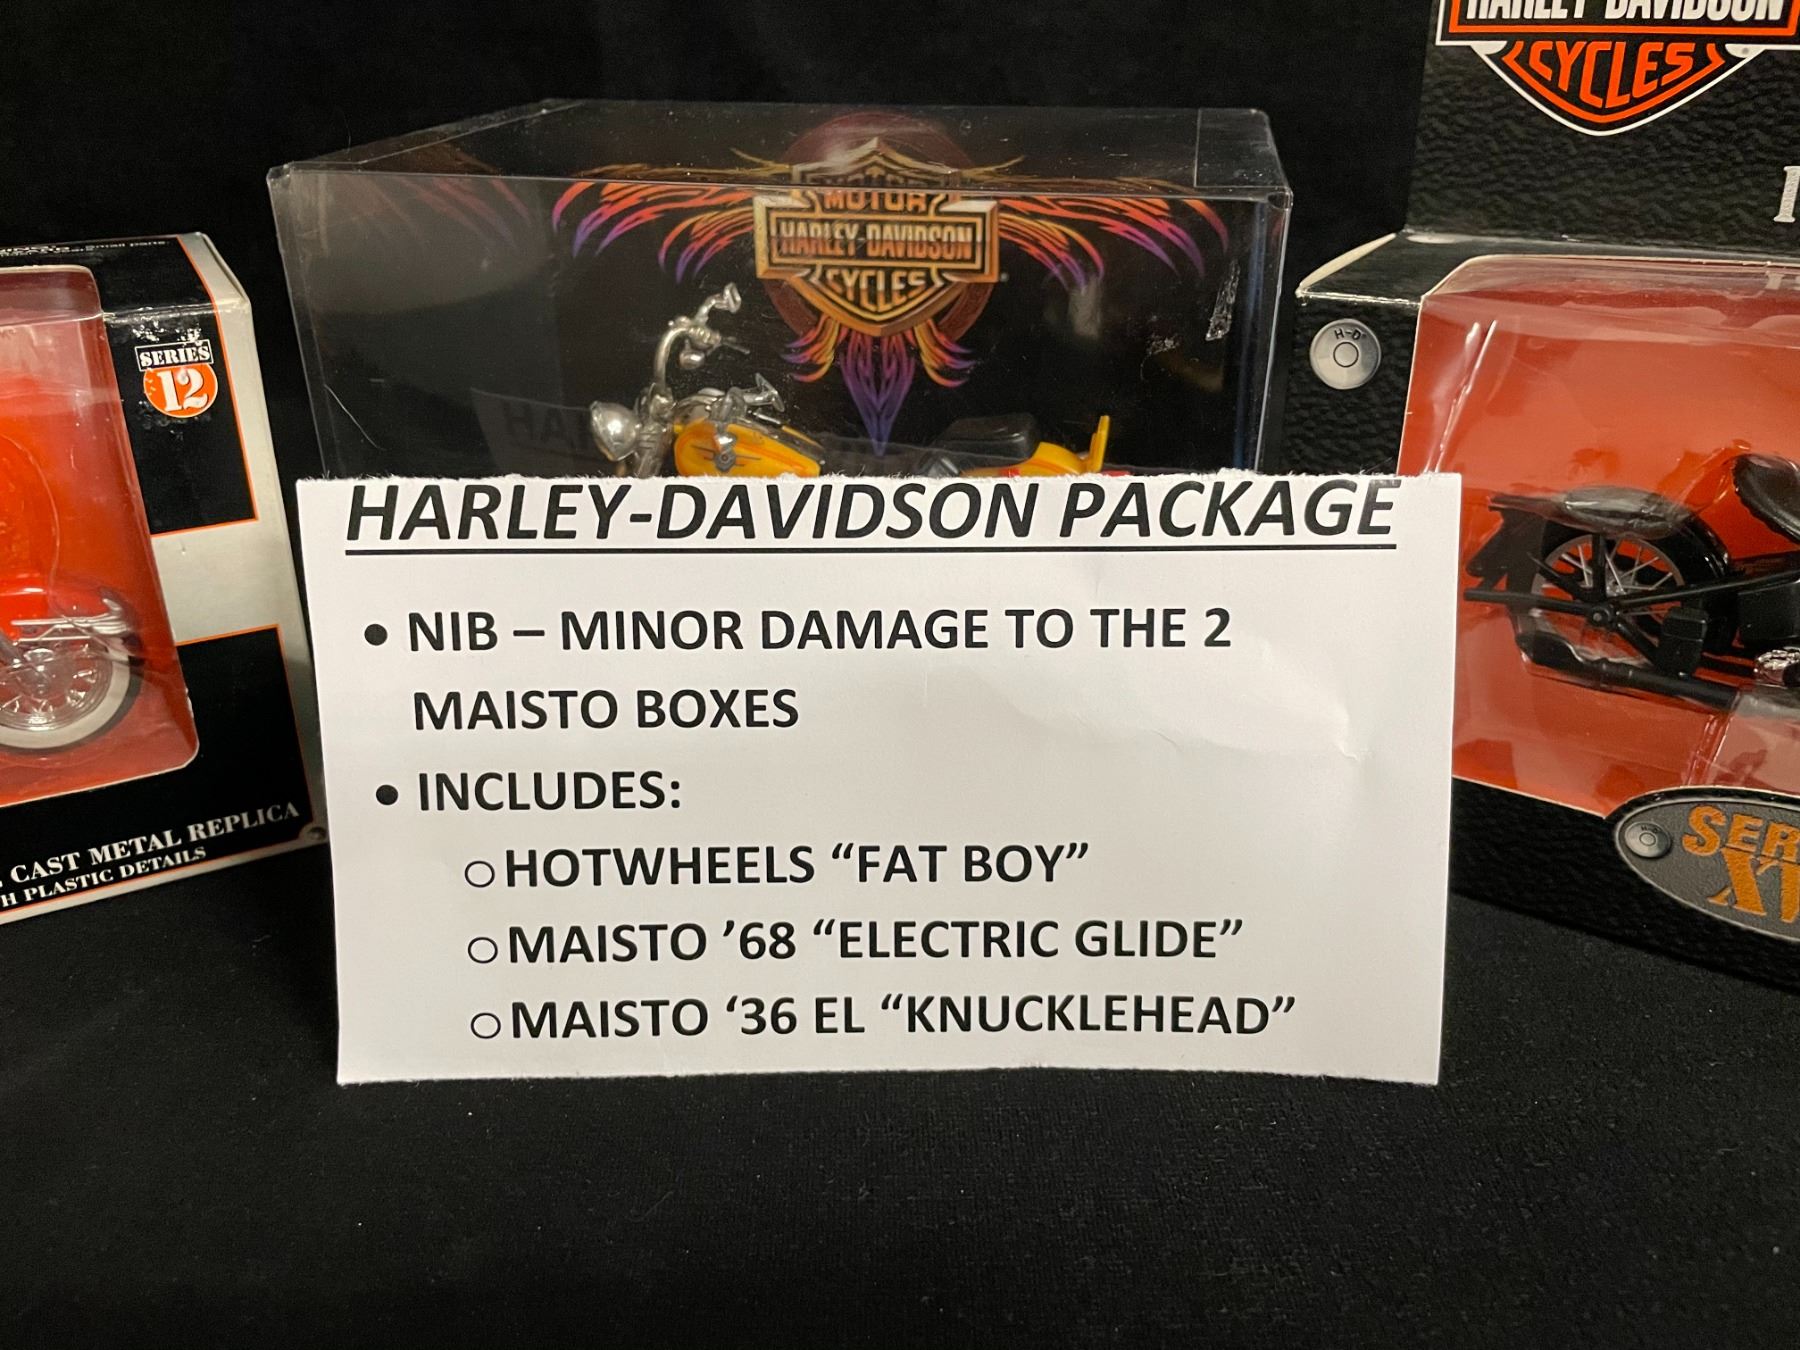 HARLEY-DAVIDSON
CYCLES
MOTOR
HARLEY-DAVIDSON
CYCLES
H-D
SERIES
12
HARLEY-DAVIDSON PACKAGE
• NIB – MINOR DAMAGE TO THE 2
MAISTO BOXES
• INCLUDES:
○ HOTWHEELS “FAT BOY”
○ MAISTO ’68 “ELECTRIC GLIDE”
○ MAISTO ‘36 EL “KNUCKLEHEAD”
CAST METAL REPLICA
H PLASTIC DETAILS
SER